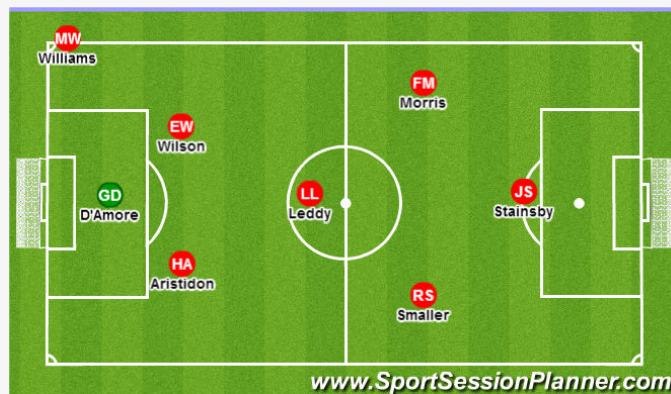 MW
Williams
FM
Morris
EW
Wilson
GD
D'Amore
LL
Leddy
JS
Stainsby
HA
Aristidon
RS
Smaller
www.SportSessionPlanner.com